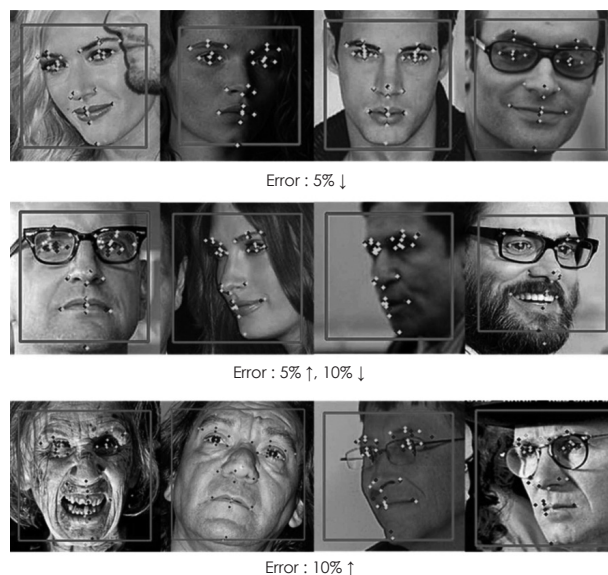 Error : 5% ↓
Error : 5% ↑, 10% ↓
Error : 10% ↑